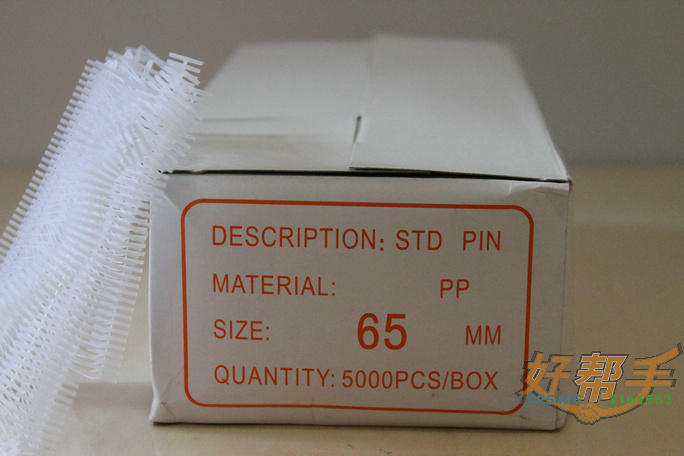 DESCRIPTION: STD PIN
MATERIAL: PP
SIZE: 65 MM
QUANTITY: 5000PCS/BOX
好帮手